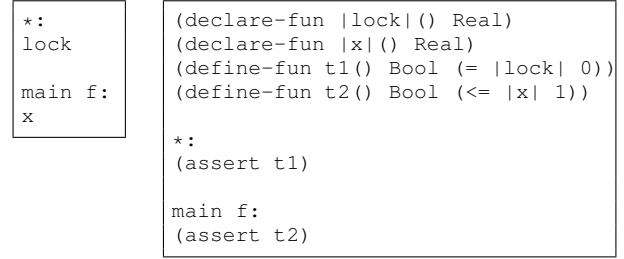 *:
lock

main f:
x

(declare-fun |lock|() Real)
(declare-fun |x|() Real)
(define-fun t1() Bool (= |lock| 0))
(define-fun t2() Bool (<= |x| 1))

*:
(assert t1)

main f:
(assert t2)